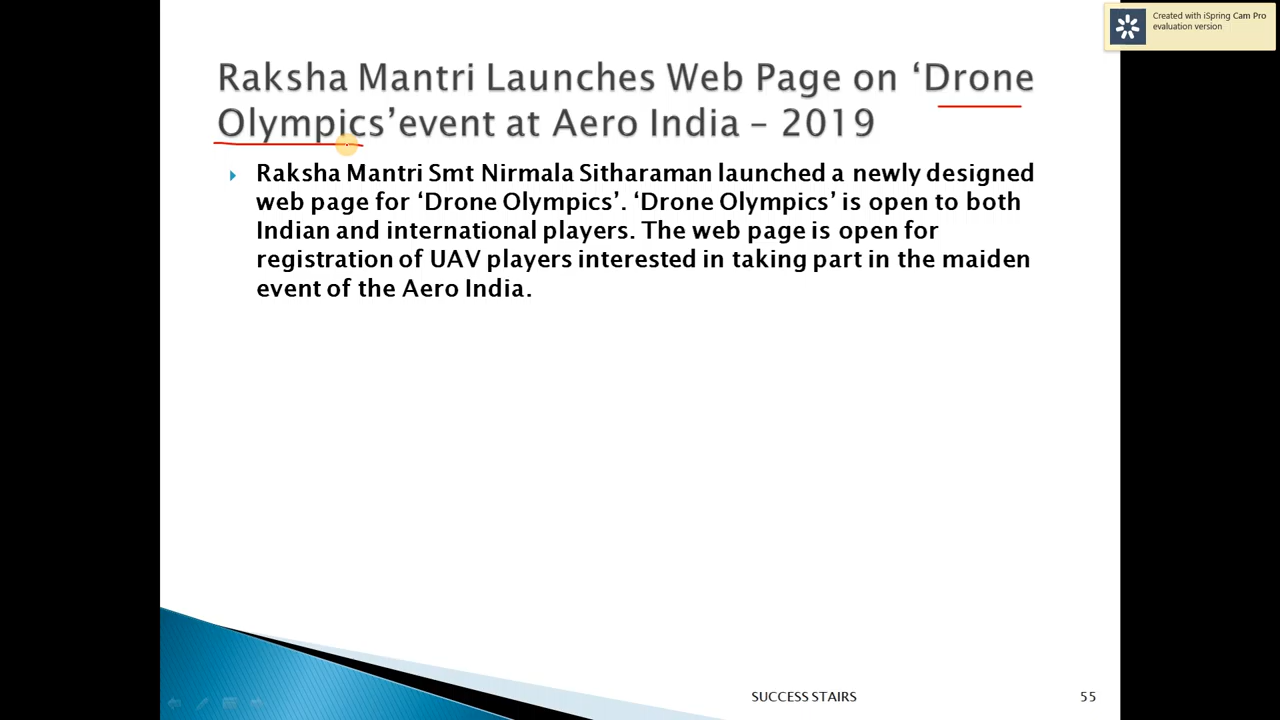 Created with iSpring Cam Pro
evaluation version
Raksha Mantri Launches Web Page on ‘Drone
Olympics’event at Aero India – 2019
Raksha Mantri Smt Nirmala Sitharaman launched a newly designed
web page for ‘Drone Olympics’. ‘Drone Olympics’ is open to both
Indian and international players. The web page is open for
registration of UAV players interested in taking part in the maiden
event of the Aero India.
SUCCESS STAIRS
55